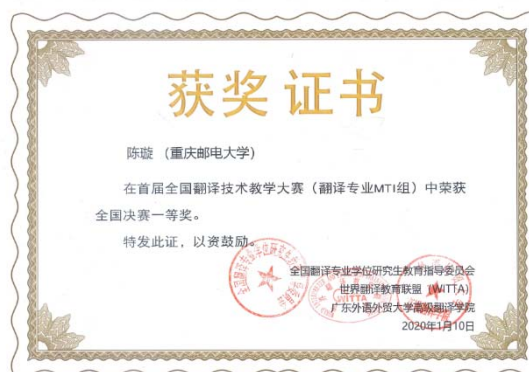 获奖证书
陈璇（重庆邮电大学）
在首届全国翻译技术教学大赛（翻译专业MTI组）中荣获
全国决赛一等奖。
特发此证，以资鼓励。
全国翻译专业学位研究生教育指导委员会
世界翻译教育联盟（WITTA）
广东外语外贸大学高级翻译学院
2020年1月10日
WITTA